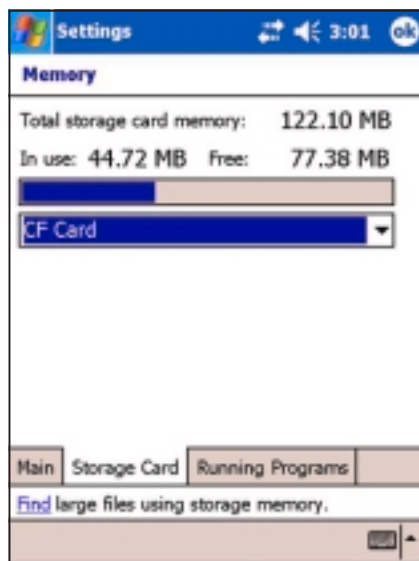 Settings 3:01 ok
Memory
Total storage card memory: 122.10 MB
In use: 44.72 MB Free: 77.38 MB
CF Card
Main Storage Card Running Programs
Find large files using storage memory.